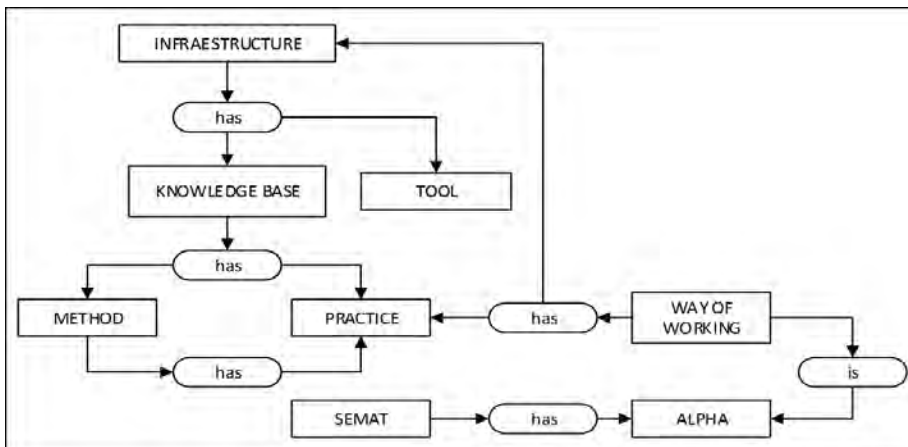 INFRAESTRUCTURE
has
KNOWLEDGE BASE
TOOL
has
METHOD
PRACTICE
has
WAY OF
WORKING
has
is
SEMAT
has
ALPHA